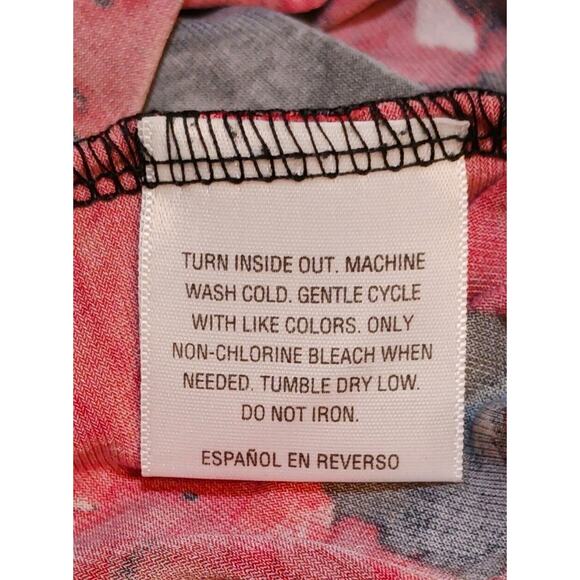 TURN INSIDE OUT. MACHINE
WASH COLD. GENTLE CYCLE
WITH LIKE COLORS. ONLY
NON-CHLORINE BLEACH WHEN
NEEDED. TUMBLE DRY LOW.
DO NOT IRON.
ESPAÑOL EN REVERSO